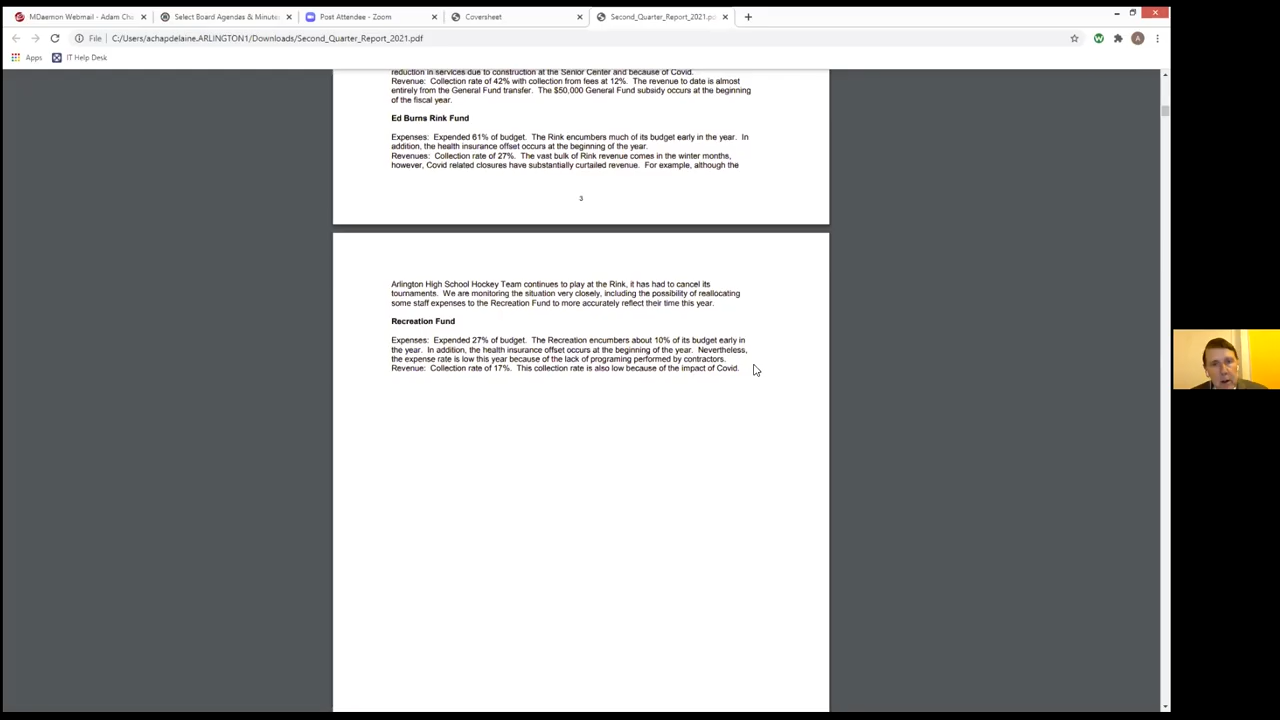 MDaemon Webmail - Adam Ch
Select Board Agendas & Minute
Post Attendee - Zoom
Coversheet
Second_Quarter_Report_2021.p
File
C:/Users/achapdelaine.ARLINGTON1/Downloads/Second_Quarter_Report_2021.pdf
W
A
Apps
IT Help Desk
reduction in services due to construction at the Senior Center and because of Covid.
Revenue: Collection rate of 42% with collection from fees at 12%. The revenue to date is almost
entirely from the General Fund transfer. The $50,000 General Fund subsidy occurs at the beginning
of the fiscal year.
Ed Burns Rink Fund
Expenses: Expended 61% of budget. The Rink encumbers much of its budget early in the year. In
addition, the health insurance offset occurs at the beginning of the year.
Revenues: Collection rate of 27%. The vast bulk of Rink revenue comes in the winter months,
however, Covid related closures have substantially curtailed revenue. For example, although the
3
Arlington High School Hockey Team continues to play at the Rink, it has had to cancel its
tournaments. We are monitoring the situation very closely, including the possibility of reallocating
some staff expenses to the Recreation Fund to more accurately reflect their time this year.
Recreation Fund
Expenses: Expended 27% of budget. The Recreation encumbers about 10% of its budget early in
the year. In addition, the health insurance offset occurs at the beginning of the year. Nevertheless,
the expense rate is low this year because of the lack of programing performed by contractors.
Revenue: Collection rate of 17%. This collection rate is also low because of the impact of Covid.